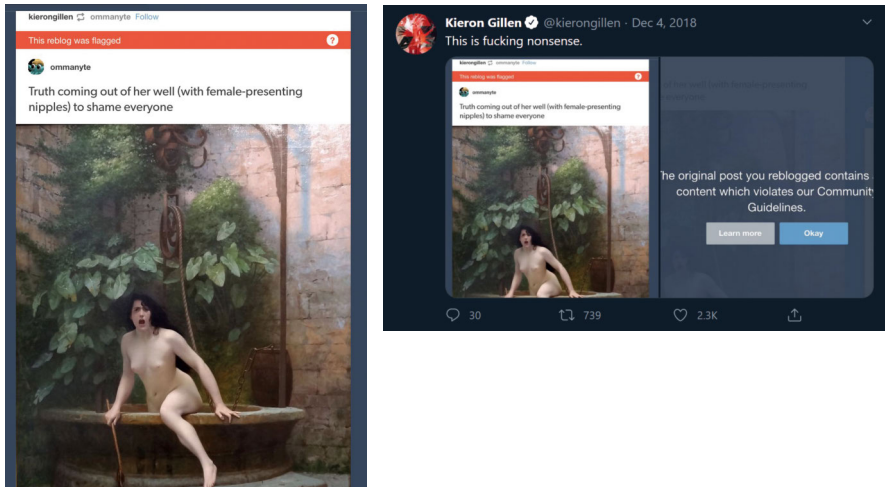 kierongillen ommanyte Follow
This reblog was flagged ?
ommanyte
Truth coming out of her well (with female-presenting
nipples) to shame everyone
Kieron Gillen @kierongillen · Dec 4, 2018
This is fucking nonsense.
kierongillen ommanyte Follow
This reblog was flagged ?
ommanyte
Truth coming out of her well (with female-presenting
nipples) to shame everyone
The original post you reblogged contains
content which violates our Community
Guidelines.
Learn more Okay
30 739 2.3K